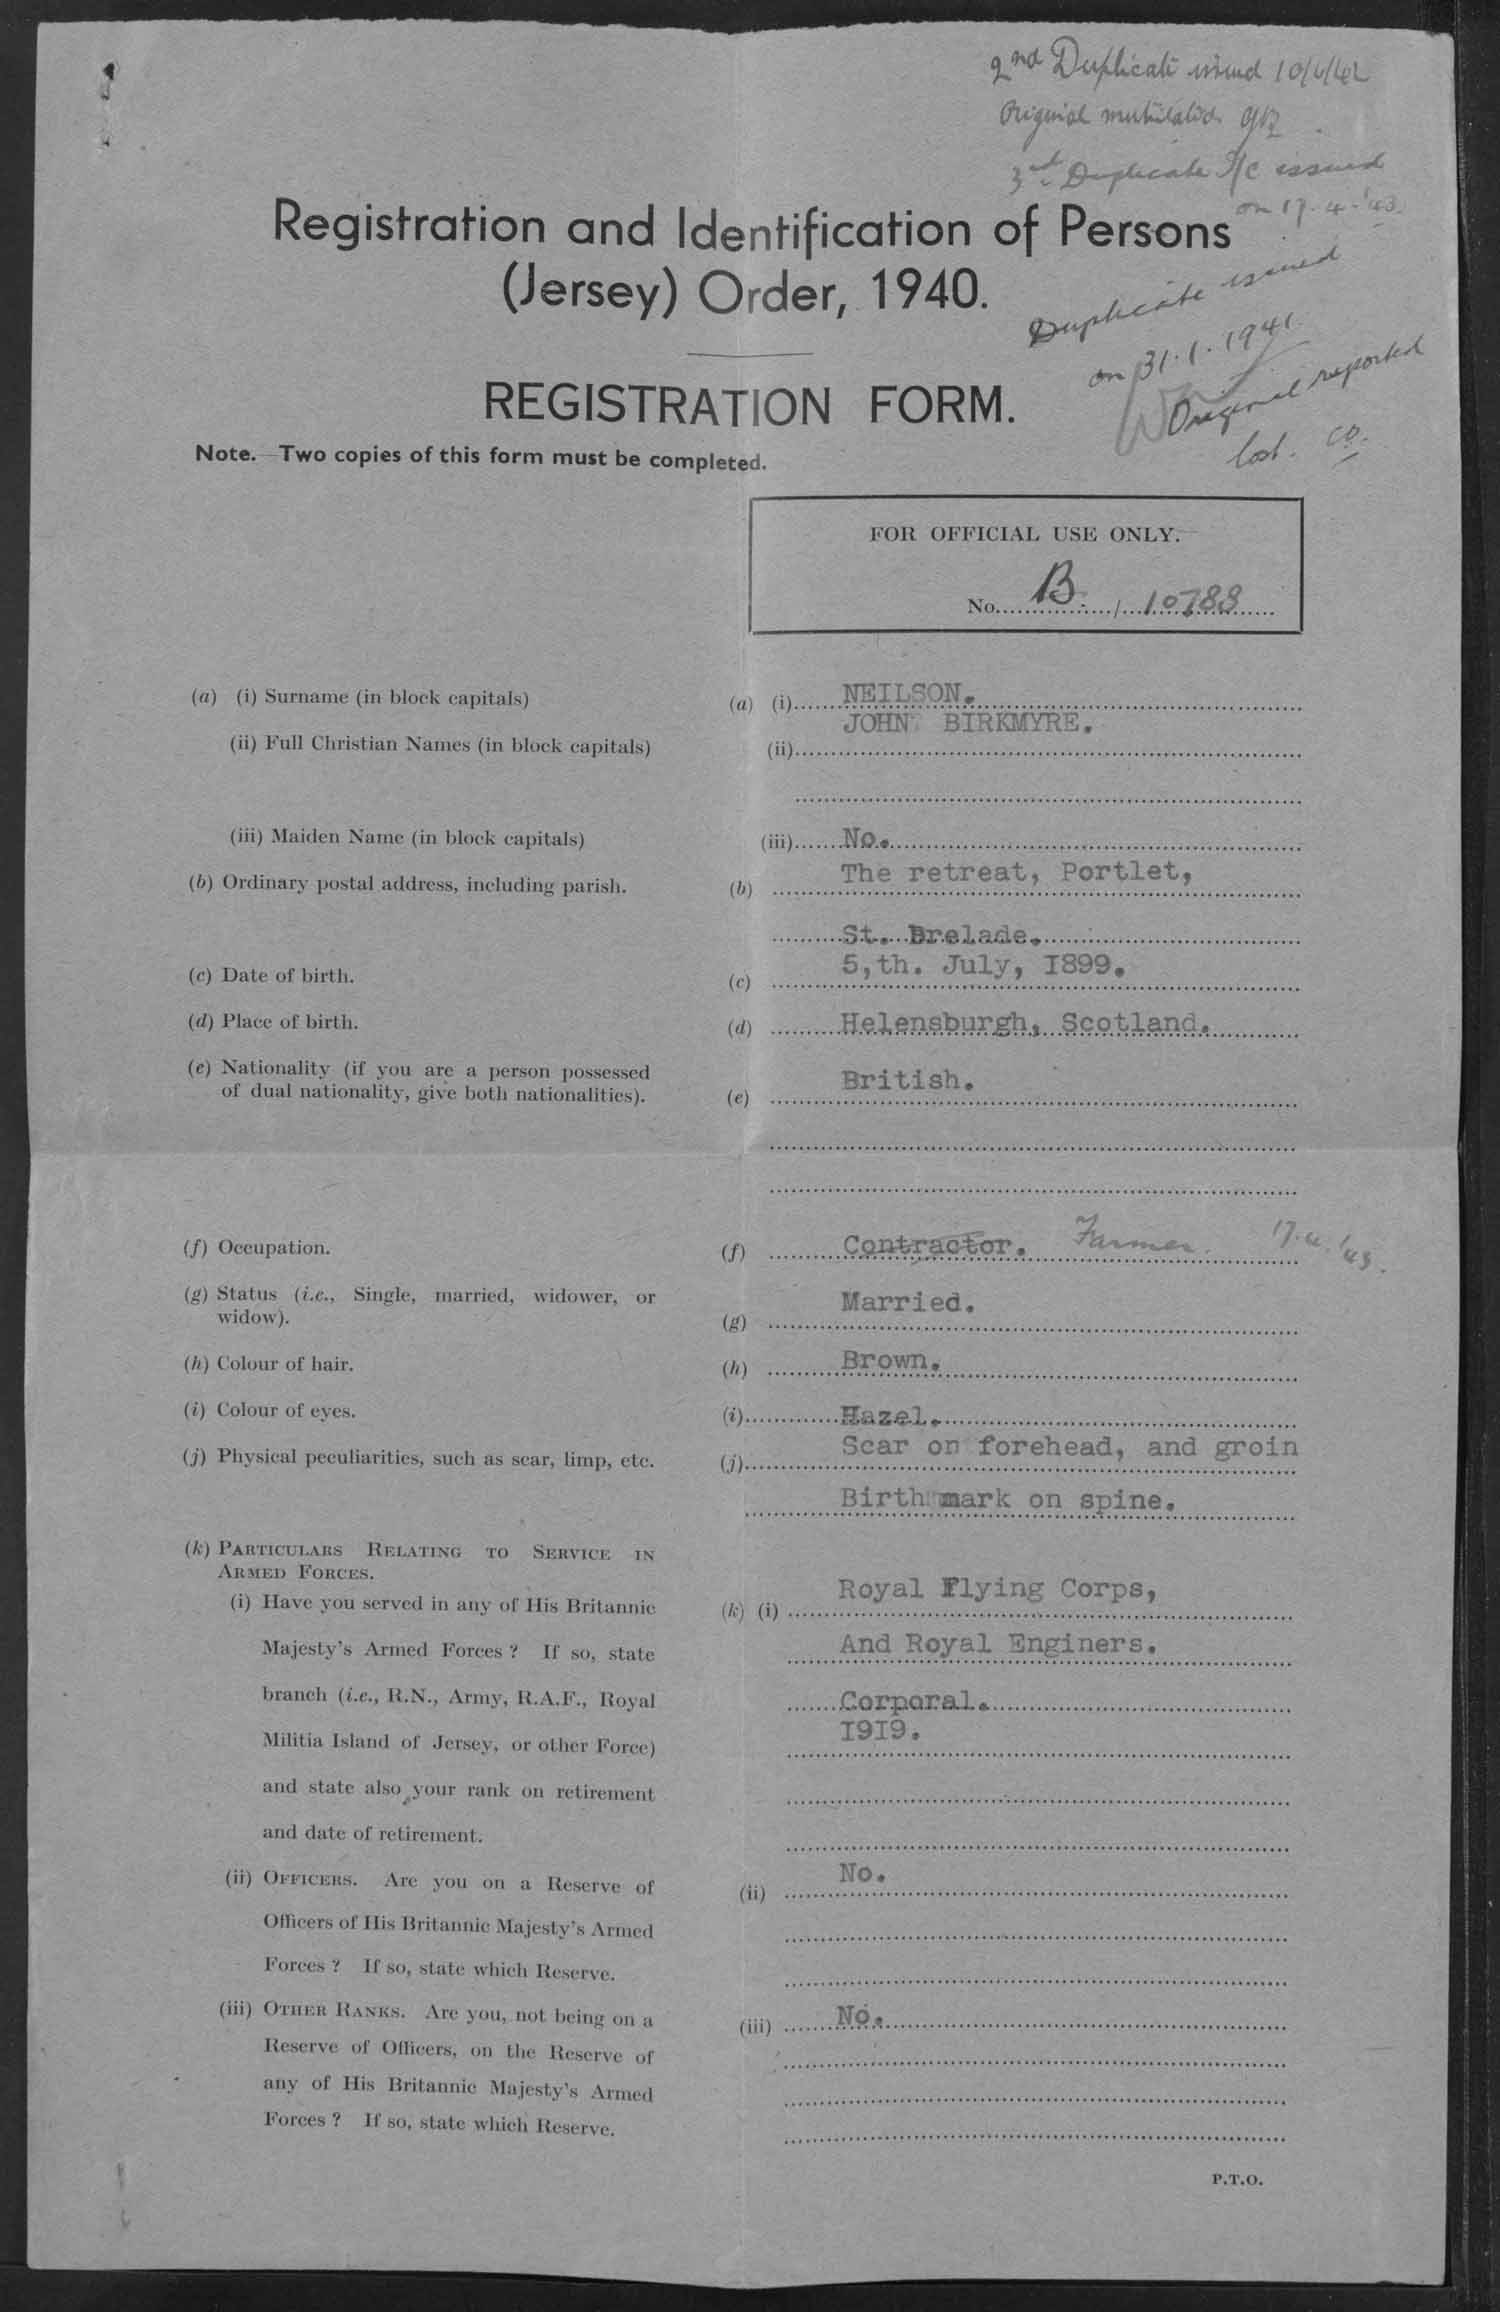 2nd Duplicate issued 10/6/42
Original mutilated.
3rd Duplicate I/C issued
on 17.4.'43.
Registration and Identification of Persons
(Jersey) Order, 1940.
Duplicate issued
on 31.1.1941.
Original reported
lost. CO.
REGISTRATION FORM.
Note.—Two copies of this form must be completed.
FOR OFFICIAL USE ONLY.
No. B / 10788
(a) (i) Surname (in block capitals) (a) (i) NEILSON.
(ii) Full Christian Names (in block capitals) (ii) JOHN BIRKMYRE.
(iii) Maiden Name (in block capitals) (iii) No.
(b) Ordinary postal address, including parish. (b) The retreat, Portlet,
St. Brelade.
(c) Date of birth. (c) 5,th. July, I899.
(d) Place of birth. (d) Helensburgh, Scotland.
(e) Nationality (if you are a person possessed
of dual nationality, give both nationalities). (e) British.
(f) Occupation. (f) Contractor. Farmer. 17.4.'43.
(g) Status (i.e., Single, married, widower, or
widow). (g) Married.
(h) Colour of hair. (h) Brown.
(i) Colour of eyes. (i) Hazel.
(j) Physical peculiarities, such as scar, limp, etc. (j) Scar on forehead, and groin
Birth mark on spine.
(k) PARTICULARS RELATING TO SERVICE IN
ARMED FORCES.
(i) Have you served in any of His Britannic (k) (i) Royal Flying Corps,
Majesty's Armed Forces? If so, state And Royal Enginers.
branch (i.e., R.N., Army, R.A.F., Royal Corporal.
Militia Island of Jersey, or other Force) I9I9.
and state also your rank on retirement
and date of retirement.
(ii) OFFICERS. Are you on a Reserve of (ii) No.
Officers of His Britannic Majesty's Armed
Forces? If so, state which Reserve.
(iii) OTHER RANKS. Are you, not being on a (iii) No.
Reserve of Officers, on the Reserve of
any of His Britannic Majesty's Armed
Forces? If so, state which Reserve.
P.T.O.